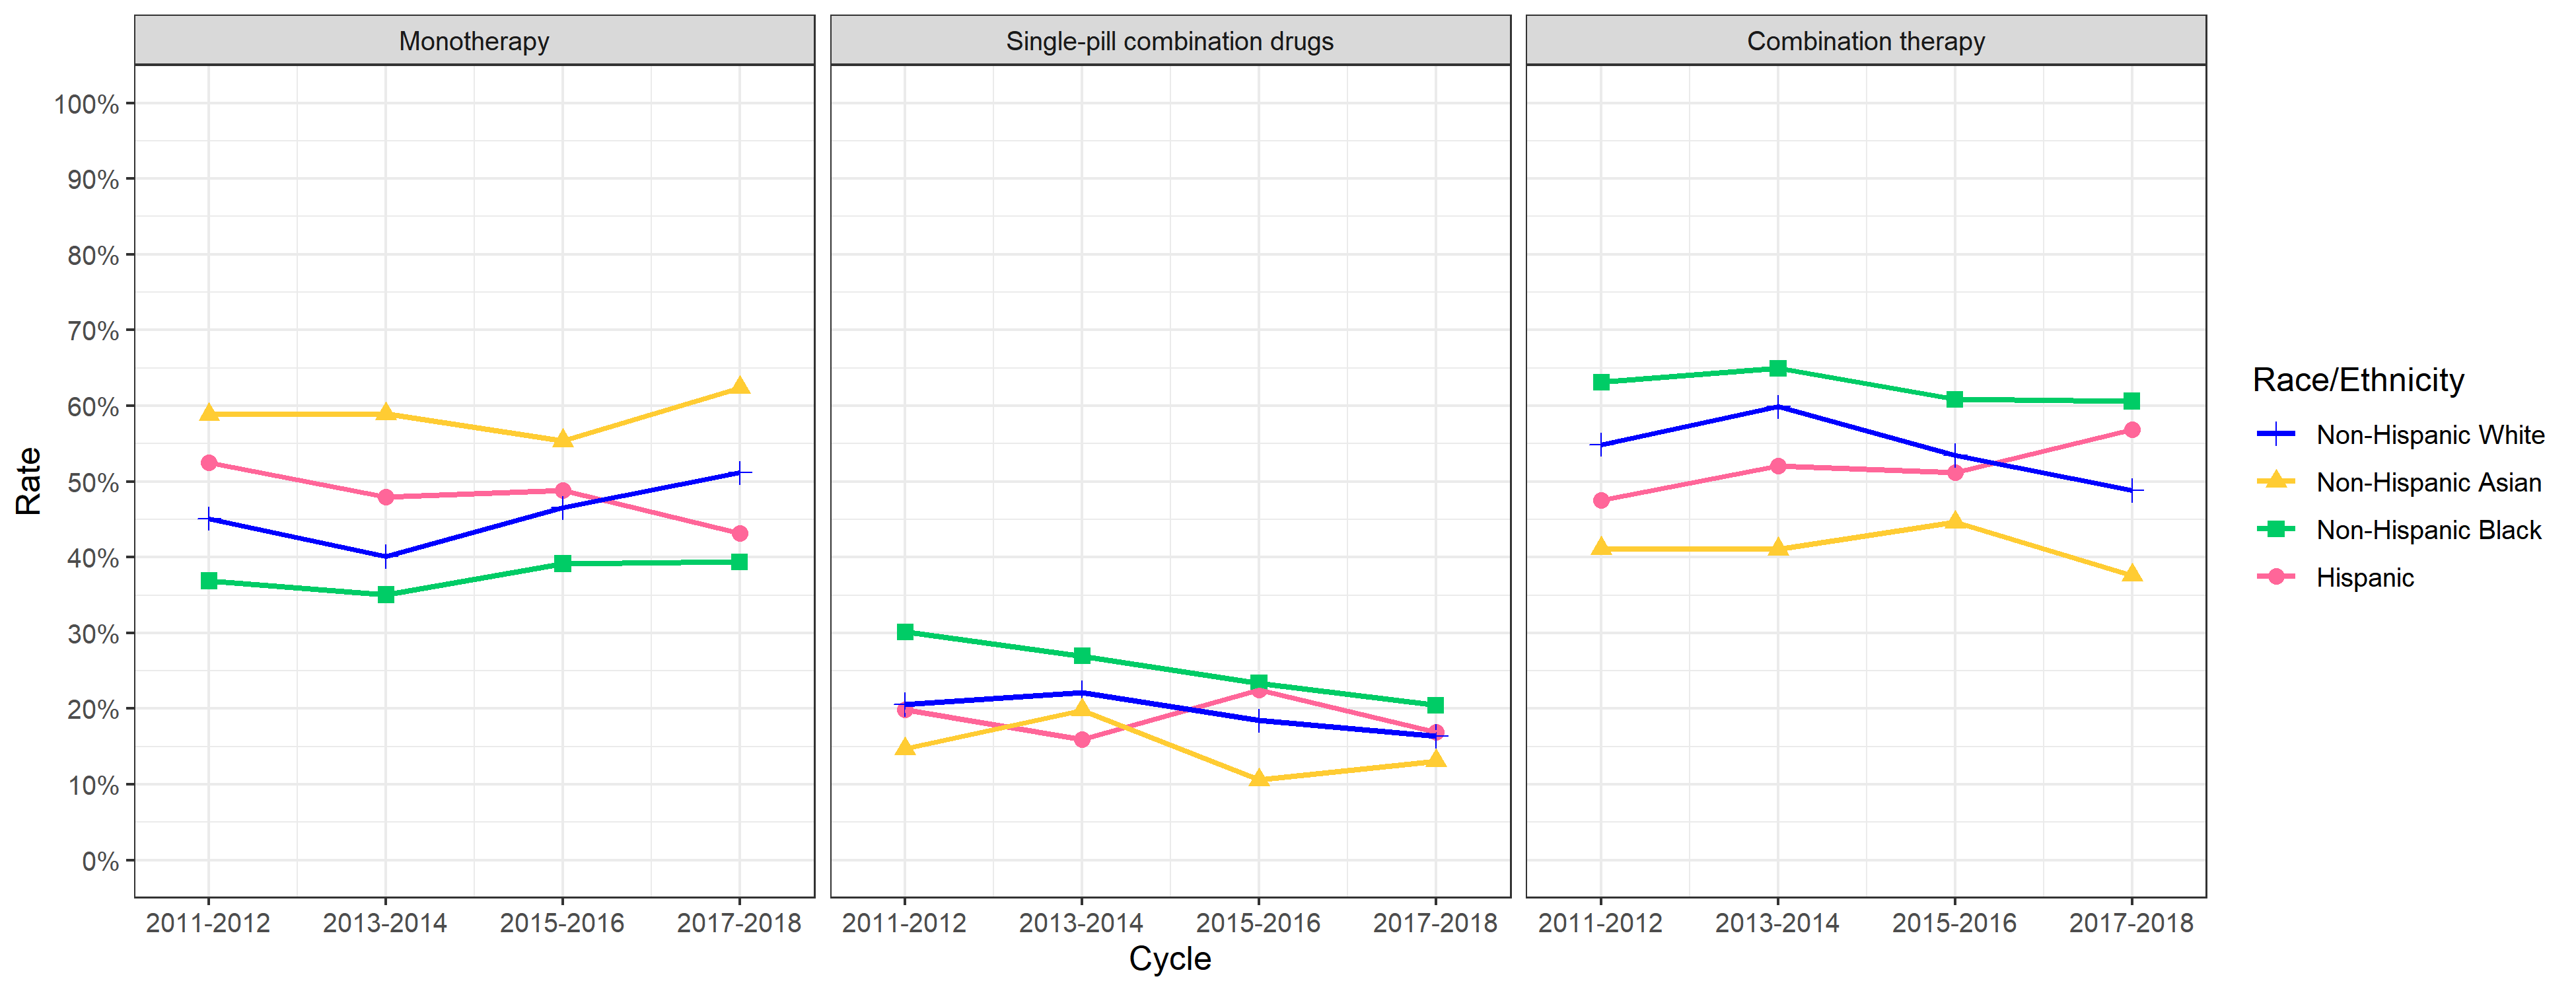 Monotherapy
Single-pill combination drugs
Combination therapy
100%
90%
80%
70%
60%
50%
40%
30%
20%
10%
0%
Rate
2011-2012 2013-2014 2015-2016 2017-2018
2011-2012 2013-2014 2015-2016 2017-2018
2011-2012 2013-2014 2015-2016 2017-2018
Cycle
Race/Ethnicity
Non-Hispanic White
Non-Hispanic Asian
Non-Hispanic Black
Hispanic